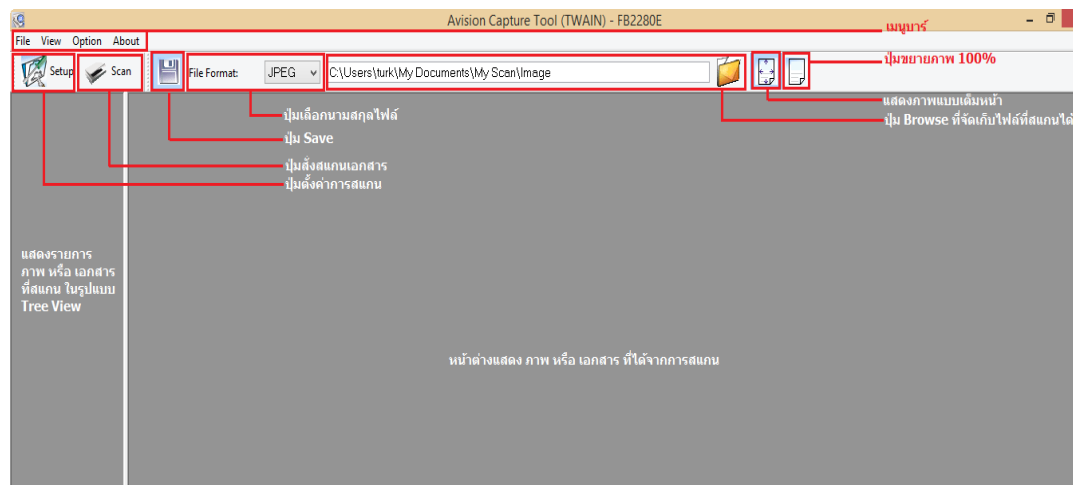 Avision Capture Tool (TWAIN) - FB2280E
เมนูบาร์
File View Option About
Setup Scan File Format: JPEG C:\Users\turk\My Documents\My Scan\Image
ปุ่มขยายภาพ 100%
แสดงภาพแบบเต็มหน้า
ปุ่ม Browse ที่จัดเก็บไฟล์ที่สแกนได้
ปุ่มเลือกนามสกุลไฟล์
ปุ่ม Save
ปุ่มสั่งสแกนเอกสาร
ปุ่มตั้งค่าการสแกน
แสดงรายการ
ภาพ หรือ เอกสาร
ที่สแกน ในรูปแบบ
Tree View
หน้าต่างแสดง ภาพ หรือ เอกสาร ที่ได้จากการสแกน